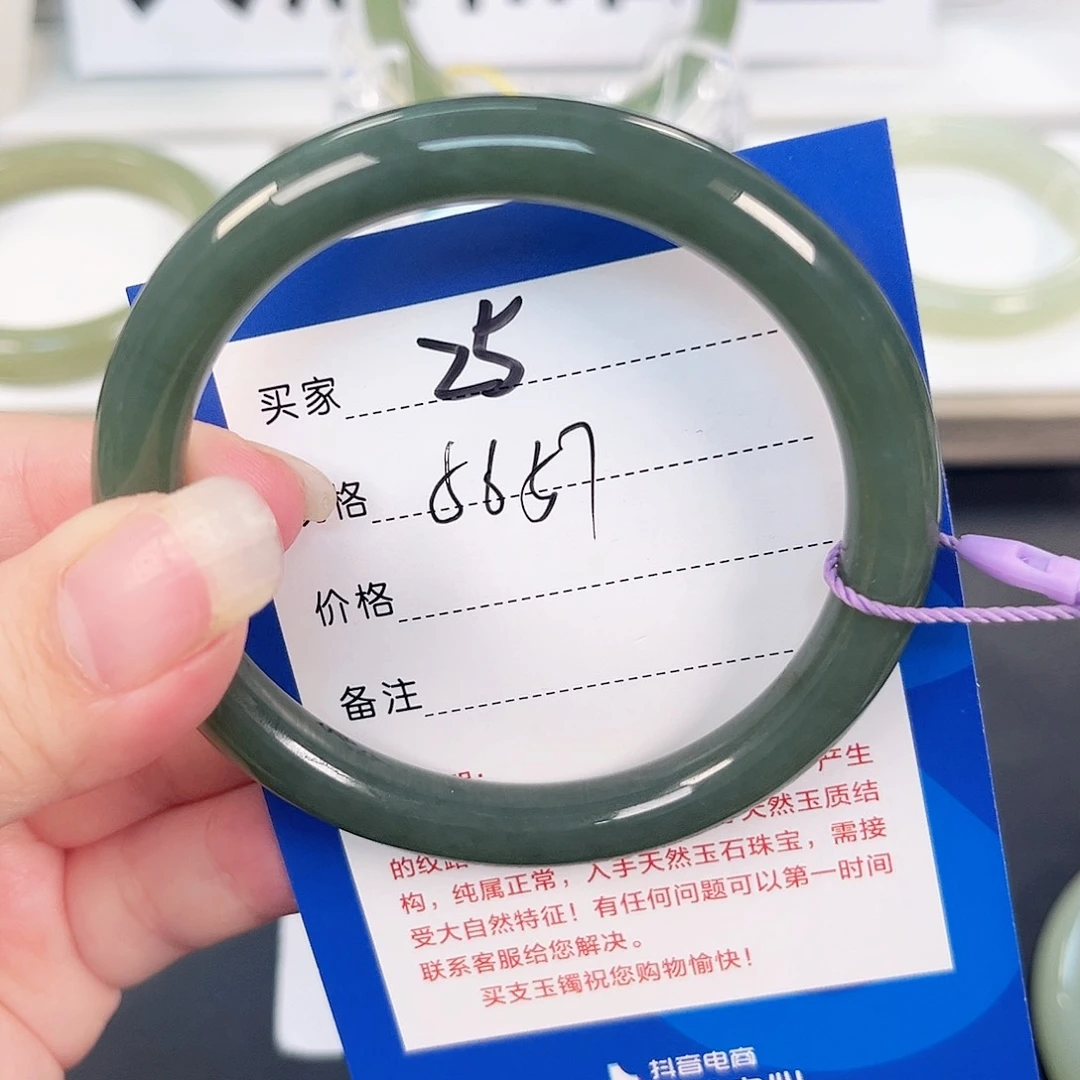 买家 25
格
价格
备注
产生
的纹路 天然玉质结
构，纯属正常，入手天然玉石珠宝，需接
受大自然特征！有任何问题可以第一时间
联系客服给您解决。
买支玉镯祝您购物愉快！
抖音电商